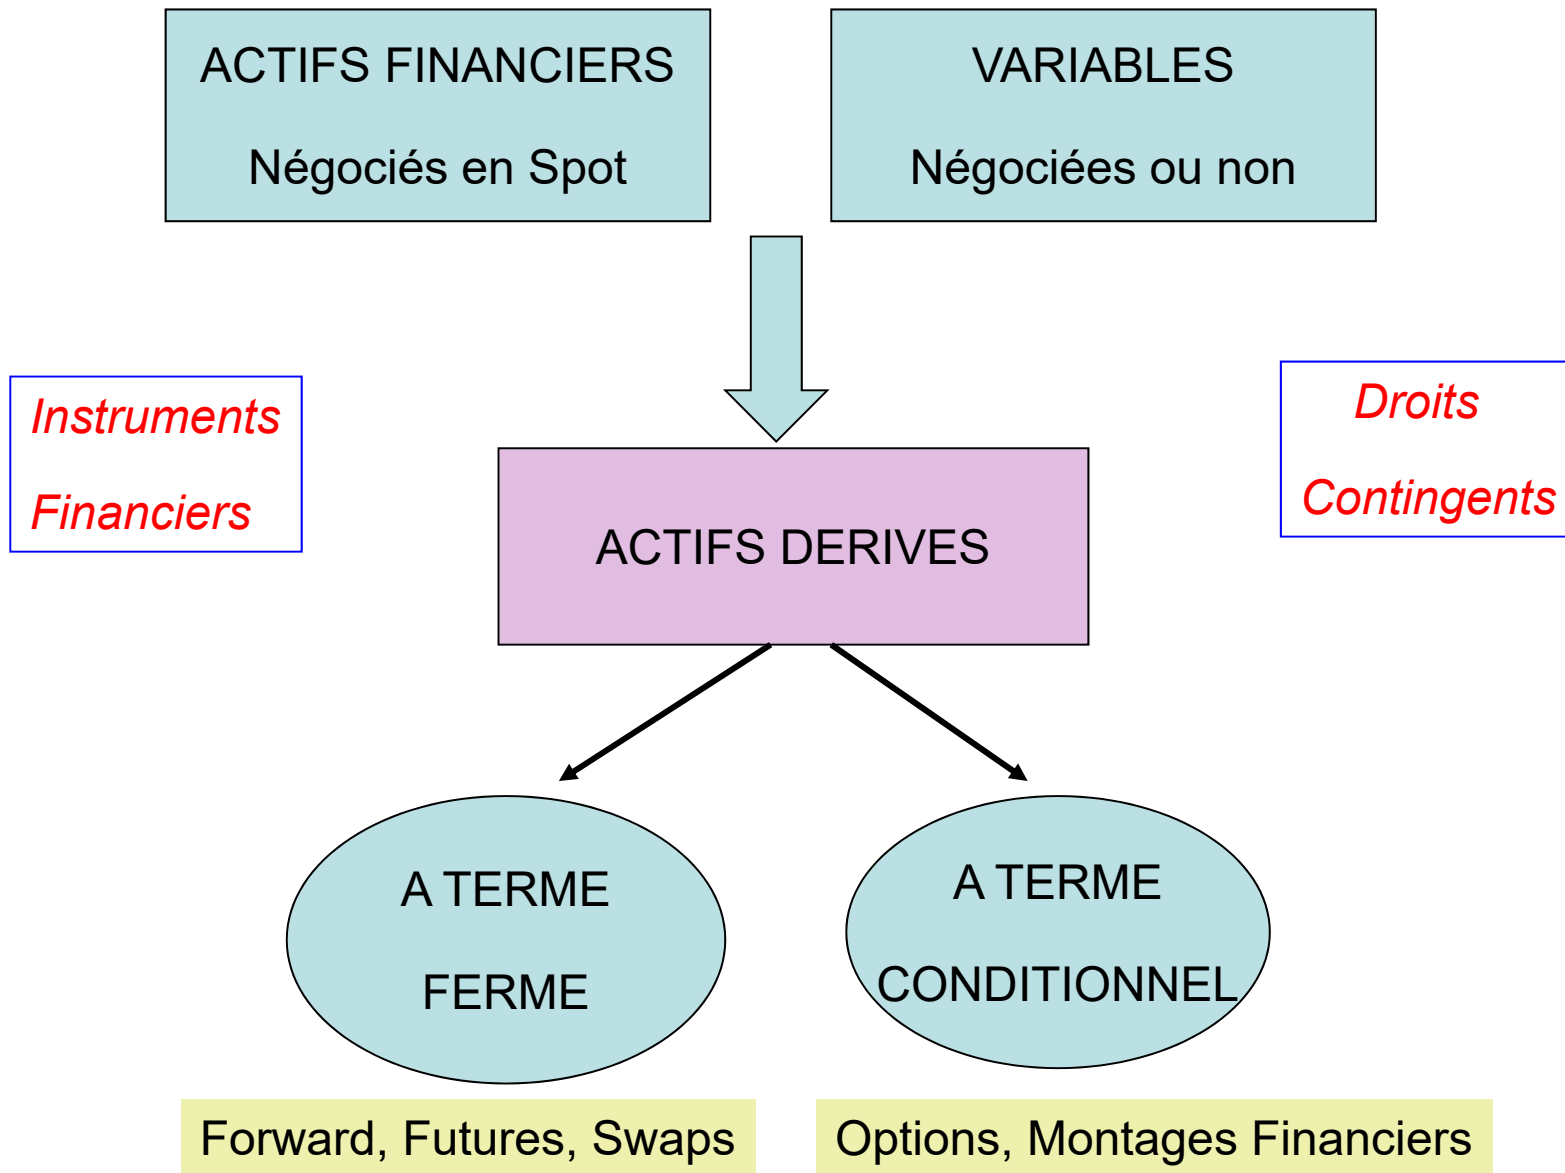 ACTIFS FINANCIERS
Négociés en Spot
VARIABLES
Négociées ou non
Instruments
Financiers
Droits
Contingents
ACTIFS DERIVES
A TERME
FERME
A TERME
CONDITIONNEL
Forward, Futures, Swaps
Options, Montages Financiers